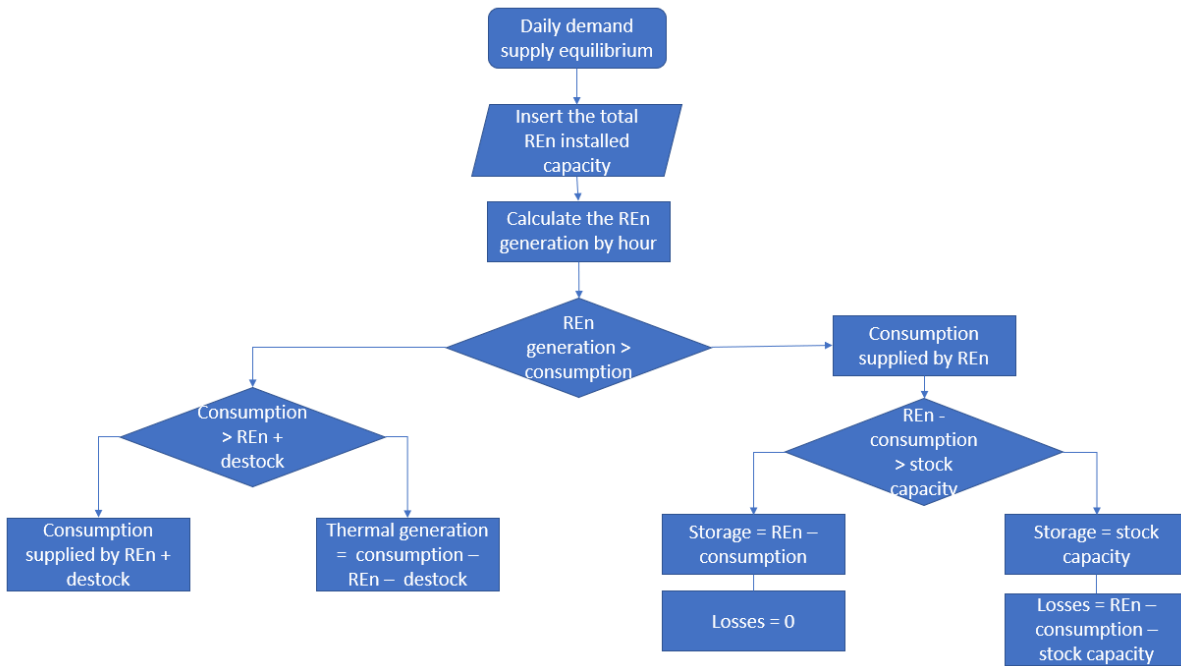 Daily demand
supply equilibrium
Insert the total
REn installed
capacity
Calculate the REn
generation by hour
REn
generation >
consumption
Consumption
supplied by REn
Consumption
> REn +
destock
REn -
consumption
> stock
capacity
Consumption
supplied by REn +
destock
Thermal generation
= consumption –
REn – destock
Storage = REn –
consumption
Storage = stock
capacity
Losses = 0
Losses = REn –
consumption –
stock capacity